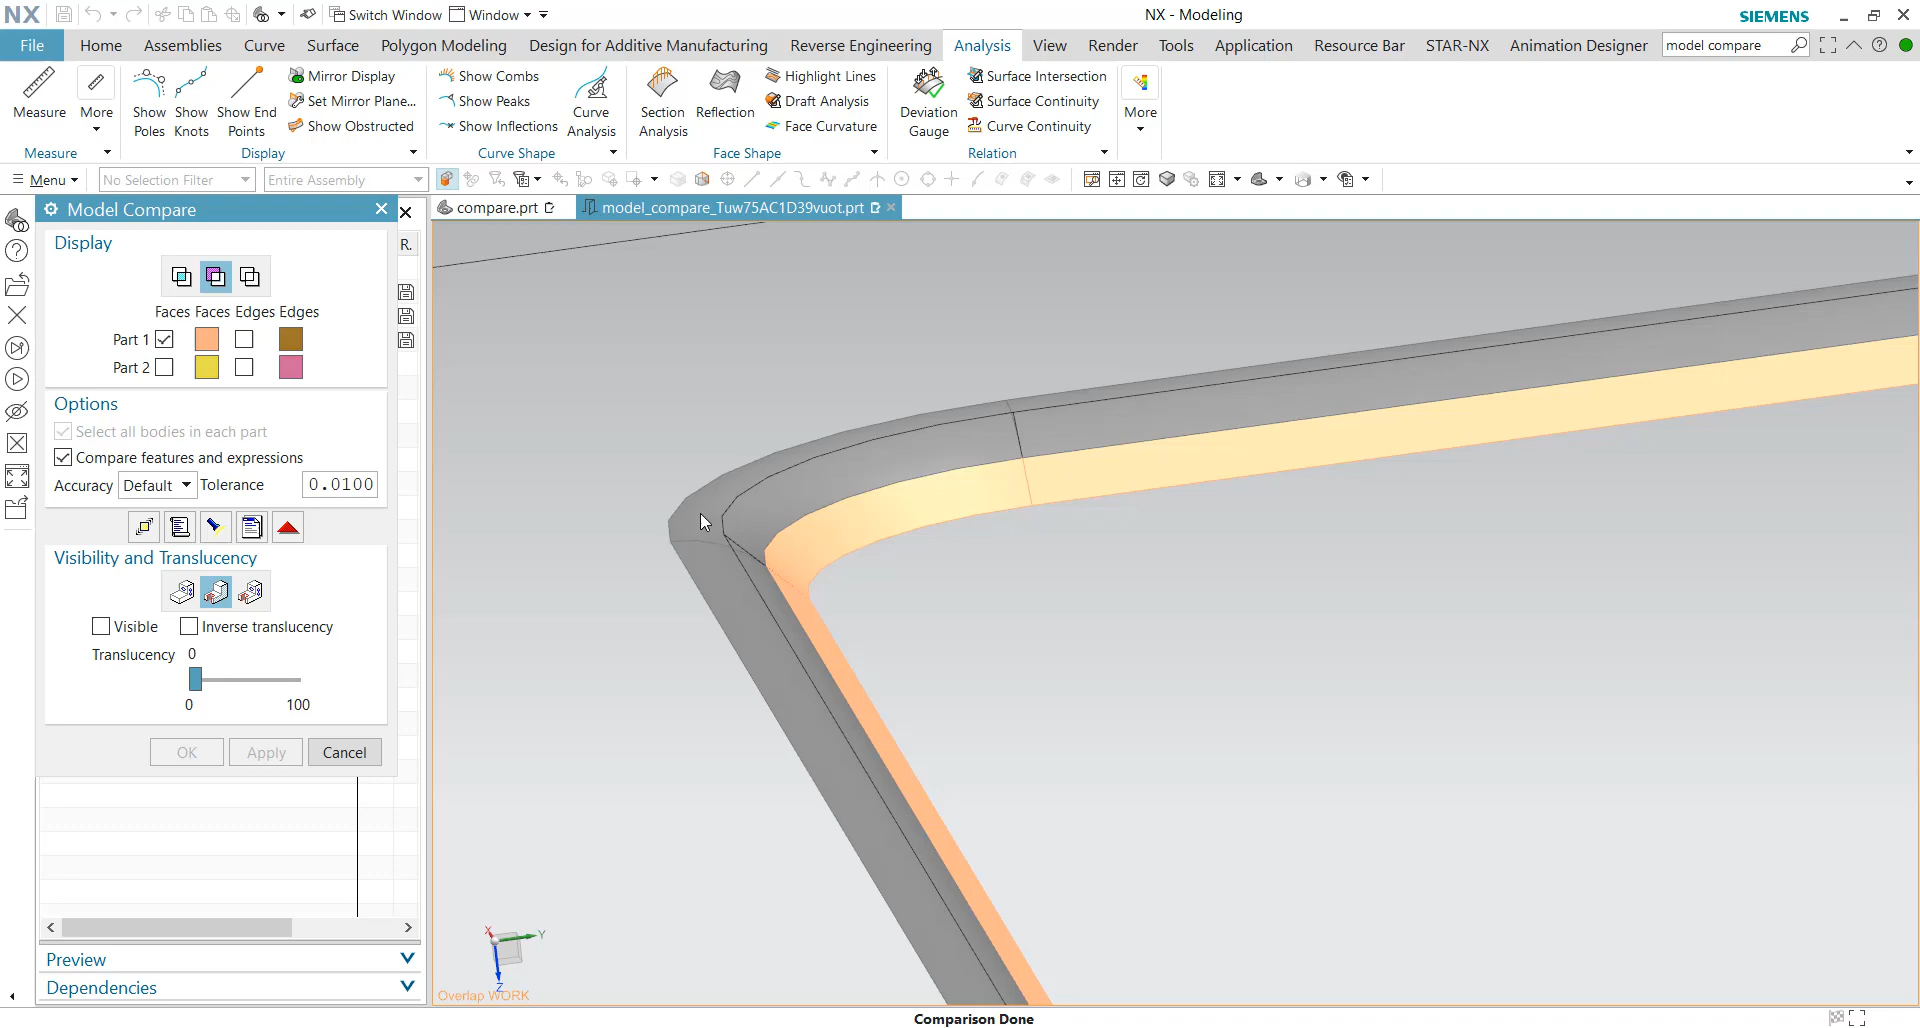 NX
Switch Window
Window
NX - Modeling
SIEMENS
File
Home
Assemblies
Curve
Surface
Polygon Modeling
Design for Additive Manufacturing
Reverse Engineering
Analysis
View
Render
Tools
Application
Resource Bar
STAR-NX
Animation Designer
model compare
Measure
More
Show Poles
Show Knots
Show End Points
Mirror Display
Set Mirror Plane...
Show Obstructed
Show Combs
Show Peaks
Show Inflections
Curve Analysis
Section Analysis
Reflection
Highlight Lines
Draft Analysis
Face Curvature
Deviation Gauge
Surface Intersection
Surface Continuity
Curve Continuity
More
Measure
Display
Curve Shape
Face Shape
Relation
Menu
No Selection Filter
Entire Assembly
Model Compare
compare.prt
model_compare_Tuw75AC1D39vuot.prt
R.
Display
Faces Faces Edges Edges
Part 1
Part 2
Options
Select all bodies in each part
Compare features and expressions
Accuracy Default Tolerance 0.0100
Visibility and Translucency
Visible
Inverse translucency
Translucency 0
0 100
OK
Apply
Cancel
Preview
Dependencies
X
Y
Z
Overlap WORK
Comparison Done